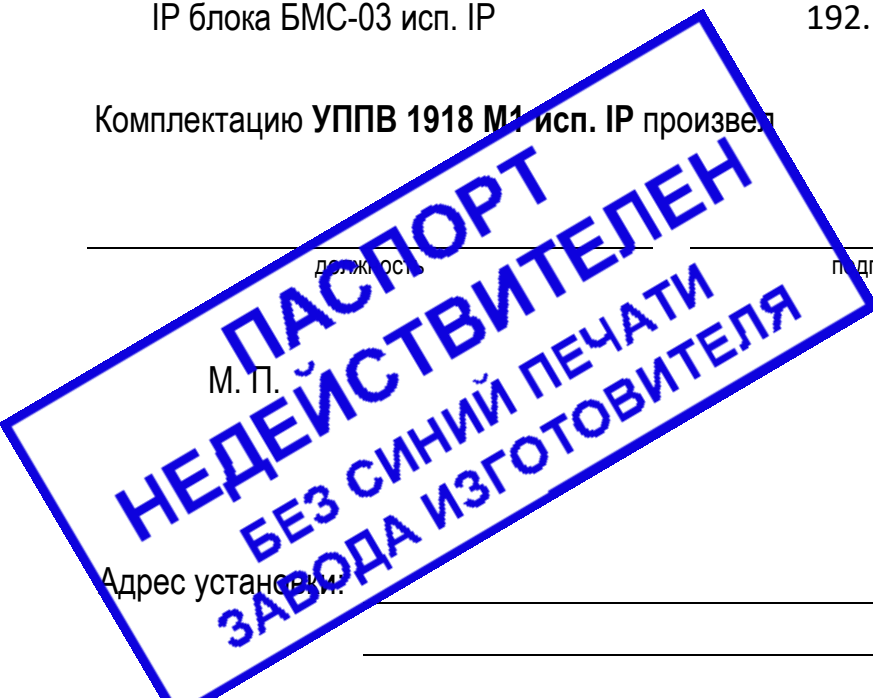 IP блока БМС-03 исп. IP 192.
Комплектацию УППВ 1918 М1 исп. IP произвел
должность подп
М. П.
Адрес установки:
ПАСПОРТ
НЕДЕЙСТВИТЕЛЕН
БЕЗ СИНИЙ ПЕЧАТИ
ЗАВОДА ИЗГОТОВИТЕЛЯ